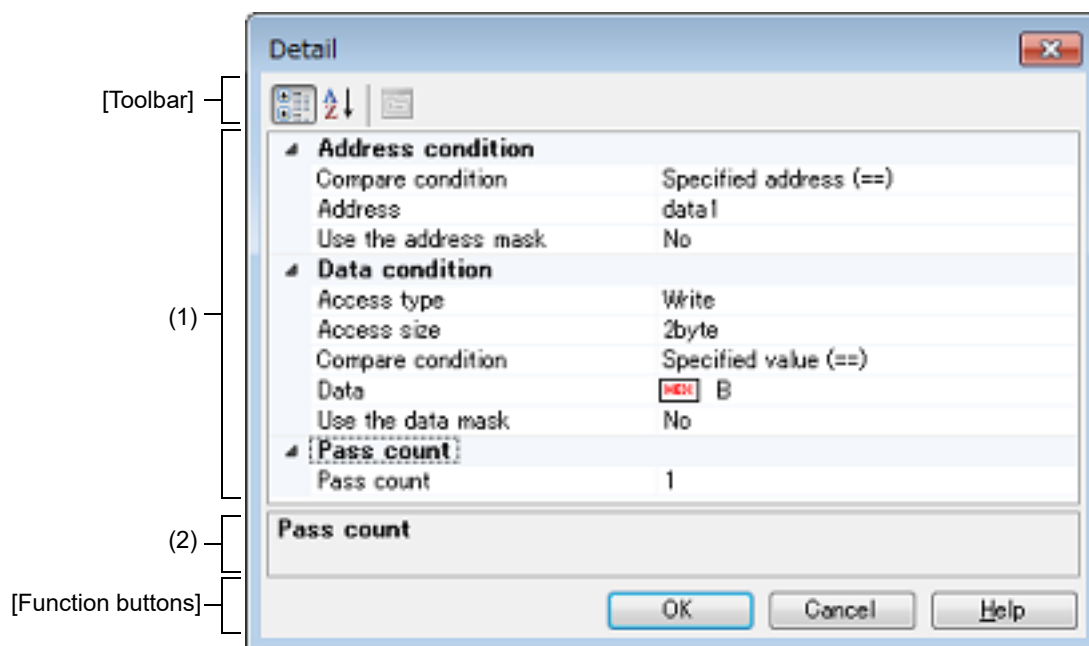 Detail
[Toolbar]
A
Z
Address condition
Compare condition Specified address (==)
Address data1
Use the address mask No
(1)
Data condition
Access type Write
Access size 2byte
Compare condition Specified value (==)
Data HEX B
Use the data mask No
Pass count
Pass count 1
(2)
Pass count
[Function buttons]
OK Cancel Help